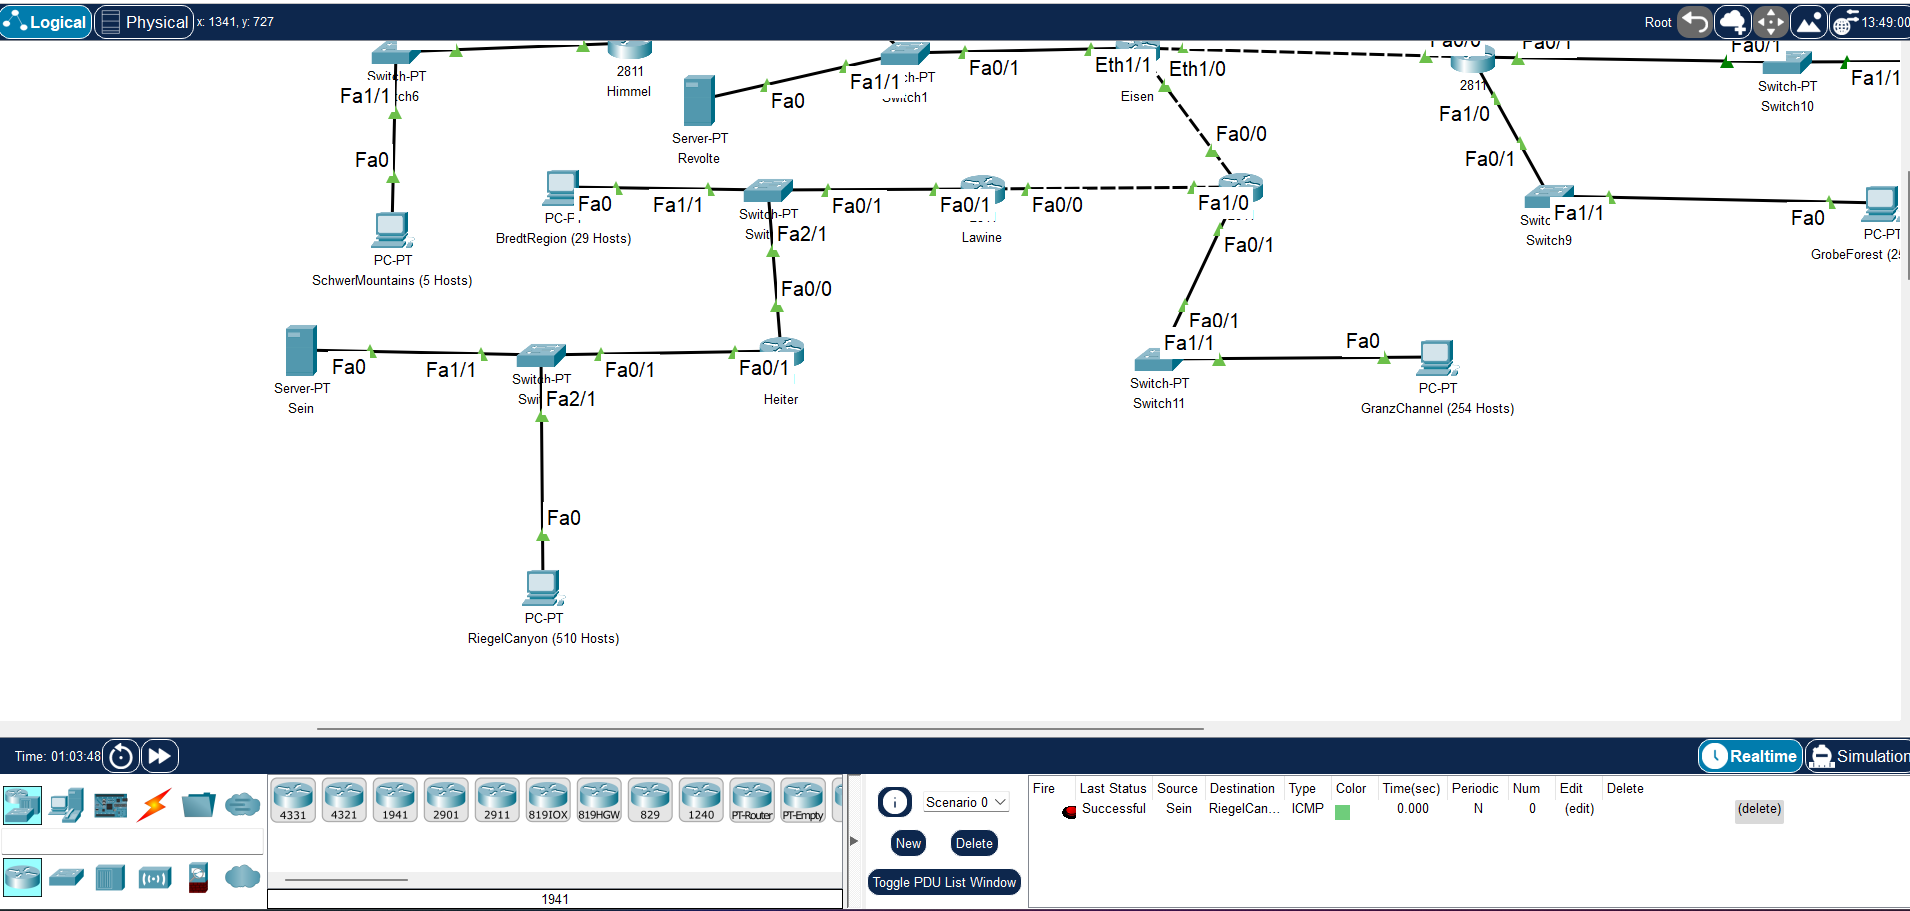 Logical
Physical
x: 1341, y: 727
Root
13:49:00
Switch-PT
Fa1/1
2811
Himmel
Server-PT
Revolte
Fa0
Fa1/1
Fa0/1
Eth1/1
Eth1/0
Eisen
Fa0/0
Fa0/1
2811
Fa1/0
Fa0/1
Fa0/1
Switch-PT
Switch10
Fa1/1
Fa0
PC-PT
SchwerMountains (5 Hosts)
Fa0/0
Fa0
BredtRegion (29 Hosts)
Fa1/1
Switch-PT
Fa2/1
Fa0/1
Fa0/1
Lawine
Fa0/0
Fa1/0
Fa0/1
Fa1/1
Switch9
Fa0
PC-PT
GrobeForest (2
Fa0/0
Fa0/1
Fa1/1
Switch-PT
Switch11
Fa0
PC-PT
GranzChannel (254 Hosts)
Server-PT
Sein
Fa0
Fa1/1
Switch-PT
Fa2/1
Fa0/1
Fa0/1
Heiter
Fa0
PC-PT
RiegelCanyon (510 Hosts)
Time: 01:03:48
Realtime
Simulation
4331
4321
1941
2901
2911
819IOX
819HGW
829
1240
PT-Router
PT-Empty
1941
Scenario 0
New
Delete
Toggle PDU List Window
Fire Last Status Source Destination Type Color Time(sec) Periodic Num Edit Delete
Successful Sein RiegelCan... ICMP 0.000 N 0 (edit) (delete)